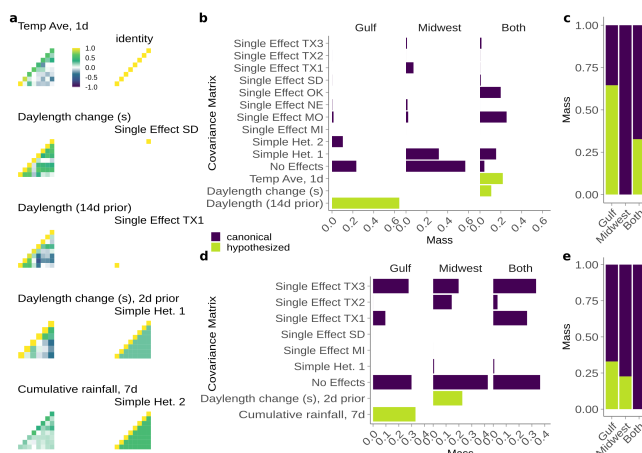 a
Temp Ave, 1d
identity
1.0
0.5
0.0
-0.5
-1.0
Daylength change (s)
Single Effect SD
Daylength (14d prior)
Single Effect TX1
Daylength change (s), 2d prior
Simple Het. 1
Cumulative rainfall, 7d
Simple Het. 2
b
Gulf Midwest Both
Covariance Matrix
Single Effect TX3
Single Effect TX2
Single Effect TX1
Single Effect SD
Single Effect OK
Single Effect NE
Single Effect MO
Single Effect MI
Simple Het. 2
Simple Het. 1
No Effects
Temp Ave, 1d
Daylength change (s)
Daylength (14d prior)
0.0 0.2 0.4 0.6 0.0 0.2 0.4 0.6 0.0 0.2 0.4 0.6
Mass
canonical
hypothesized
c
Mass
1.00
0.75
0.50
0.25
0.00
Gulf
Midwest
Both
d
Gulf Midwest Both
Covariance Matrix
Single Effect TX3
Single Effect TX2
Single Effect TX1
Single Effect SD
Single Effect MI
Simple Het. 1
No Effects
Daylength change (s), 2d prior
Cumulative rainfall, 7d
0.0 0.1 0.2 0.3 0.4 0.0 0.1 0.2 0.3 0.4 0.0 0.1 0.2 0.3 0.4
Mass
e
Mass
1.00
0.75
0.50
0.25
0.00
Gulf
Midwest
Both